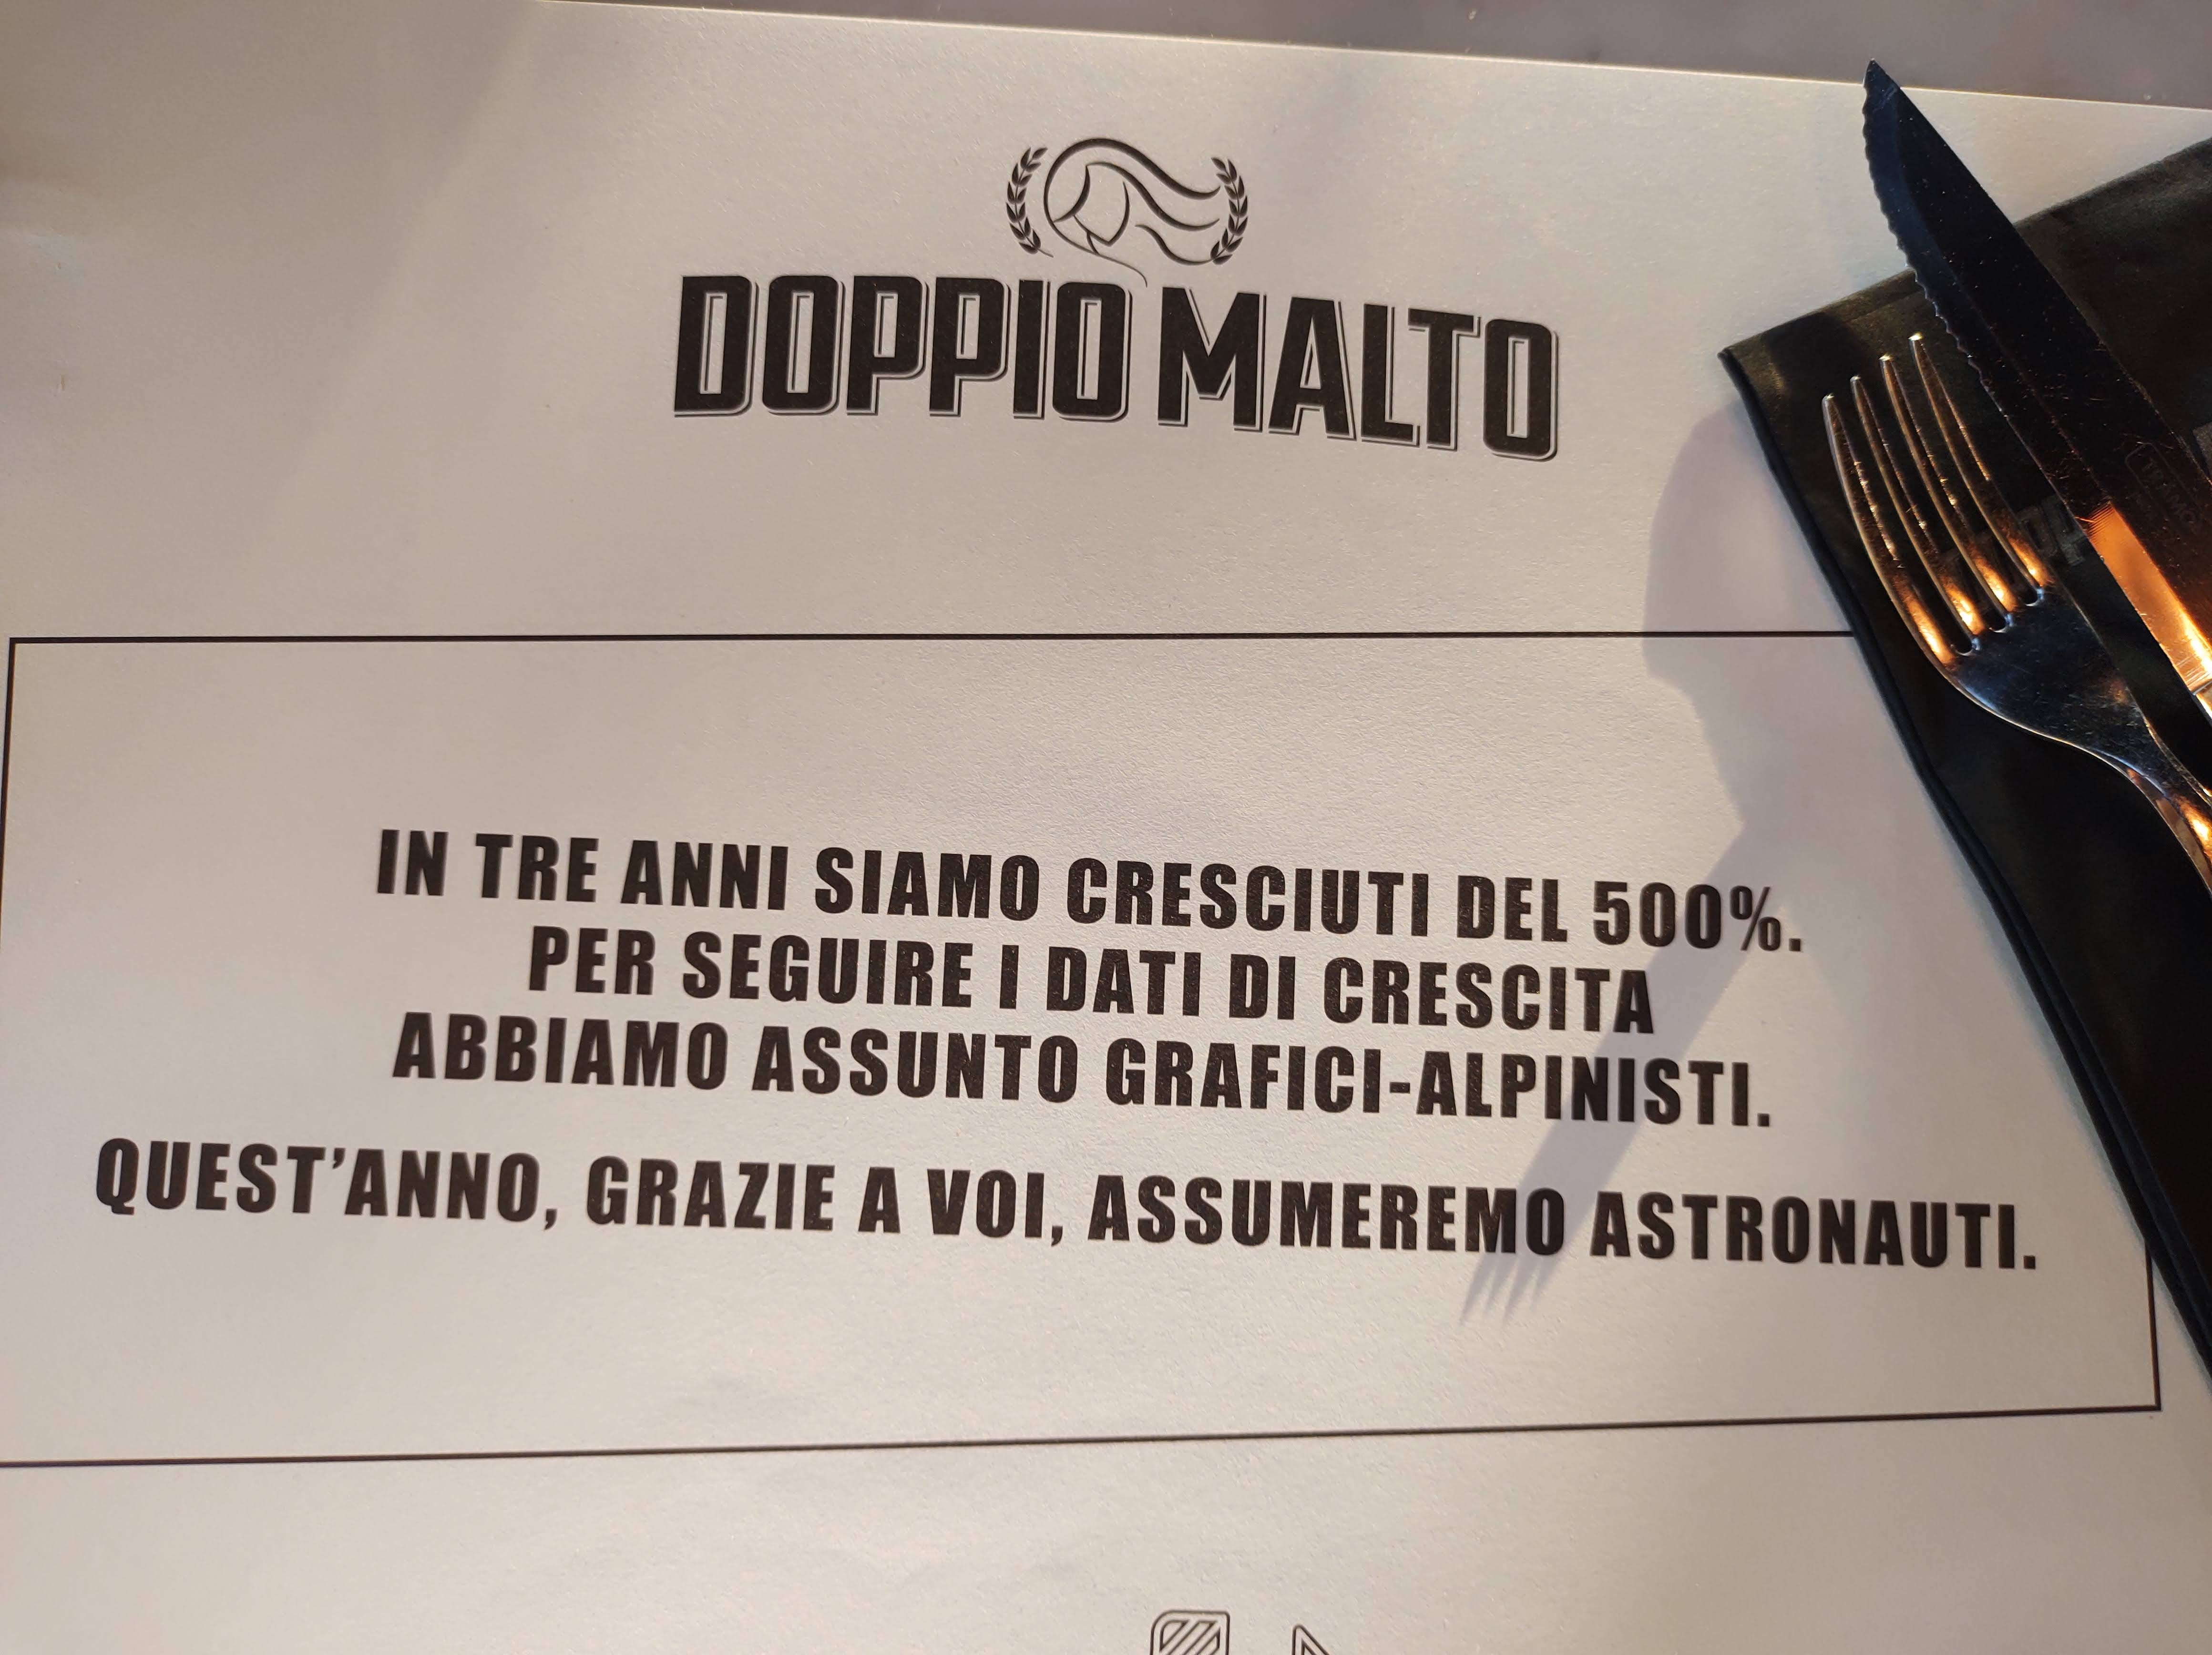 DOPPIO MALTO
IN TRE ANNI SIAMO CRESCIUTI DEL 500%.
PER SEGUIRE I DATI DI CRESCITA
ABBIAMO ASSUNTO GRAFICI-ALPINISTI.
QUEST'ANNO, GRAZIE A VOI, ASSUMEREMO ASTRONAUTI.